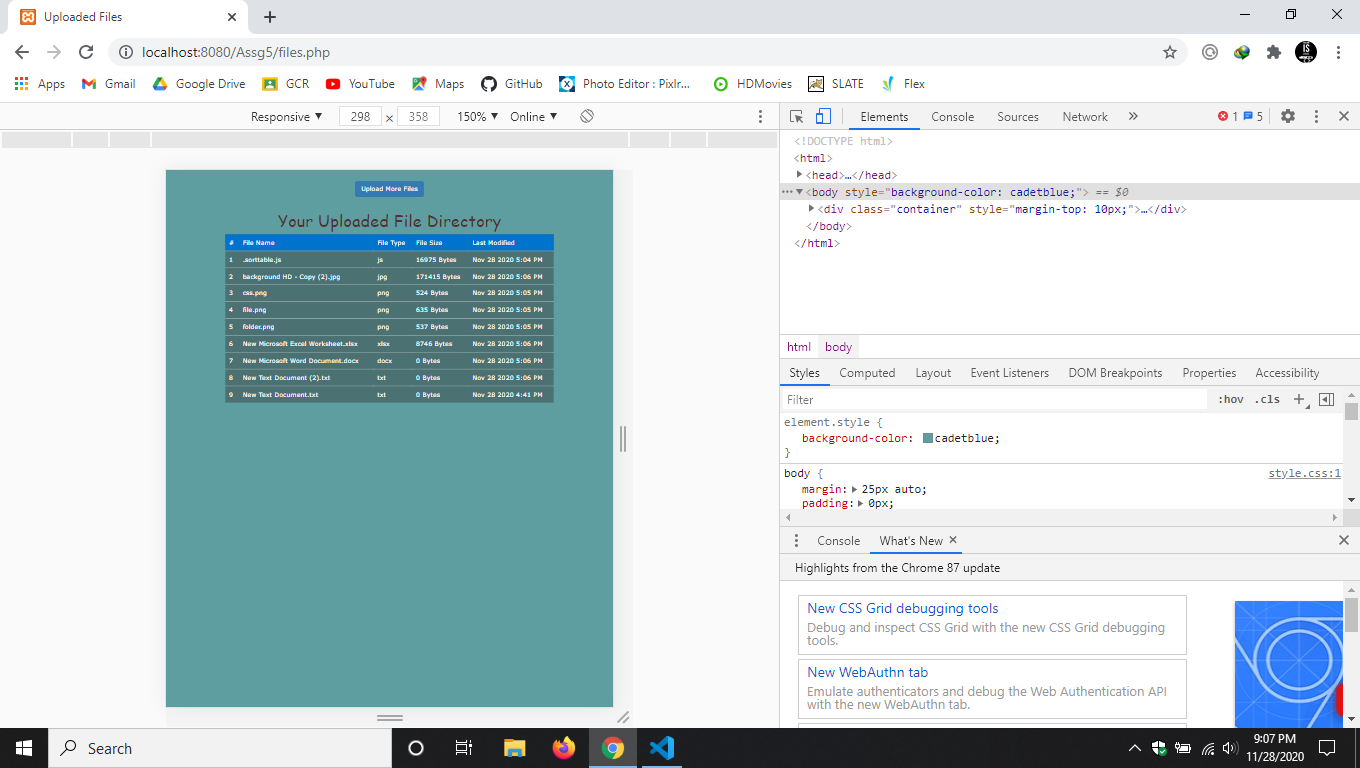 Uploaded Files
localhost:8080/Assg5/files.php
Apps Gmail Google Drive GCR YouTube Maps GitHub Photo Editor : Pixlr... HDMovies SLATE Flex
Responsive ▼ 298 × 358 150% ▼ Online ▼
Upload More Files
Your Uploaded File Directory
# File Name File Type File Size Last Modified
1 .sorttable.js js 16975 Bytes Nov 28 2020 5:04 PM
2 background HD - Copy (2).jpg jpg 171415 Bytes Nov 28 2020 5:06 PM
3 css.png png 524 Bytes Nov 28 2020 5:05 PM
4 file.png png 635 Bytes Nov 28 2020 5:05 PM
5 folder.png png 537 Bytes Nov 28 2020 5:05 PM
6 New Microsoft Excel Worksheet.xlsx xlsx 8746 Bytes Nov 28 2020 5:06 PM
7 New Microsoft Word Document.docx docx 0 Bytes Nov 28 2020 5:06 PM
8 New Text Document (2).txt txt 0 Bytes Nov 28 2020 5:06 PM
9 New Text Document.txt txt 0 Bytes Nov 28 2020 4:41 PM
Elements Console Sources Network » 1 5
<!DOCTYPE html>
<html>
<head>…</head>
<body style="background-color: cadetblue;"> == $0
<div class="container" style="margin-top: 10px;">…</div>
</body>
</html>
html body
Styles Computed Layout Event Listeners DOM Breakpoints Properties Accessibility
Filter :hov .cls +
element.style {
background-color: cadetblue;
}
body { style.css:1
margin: 25px auto;
padding: 0px;
Console What's New
Highlights from the Chrome 87 update
New CSS Grid debugging tools
Debug and inspect CSS Grid with the new CSS Grid debugging
tools.
New WebAuthn tab
Emulate authenticators and debug the Web Authentication API
with the new WebAuthn tab.
Search
9:07 PM
11/28/2020